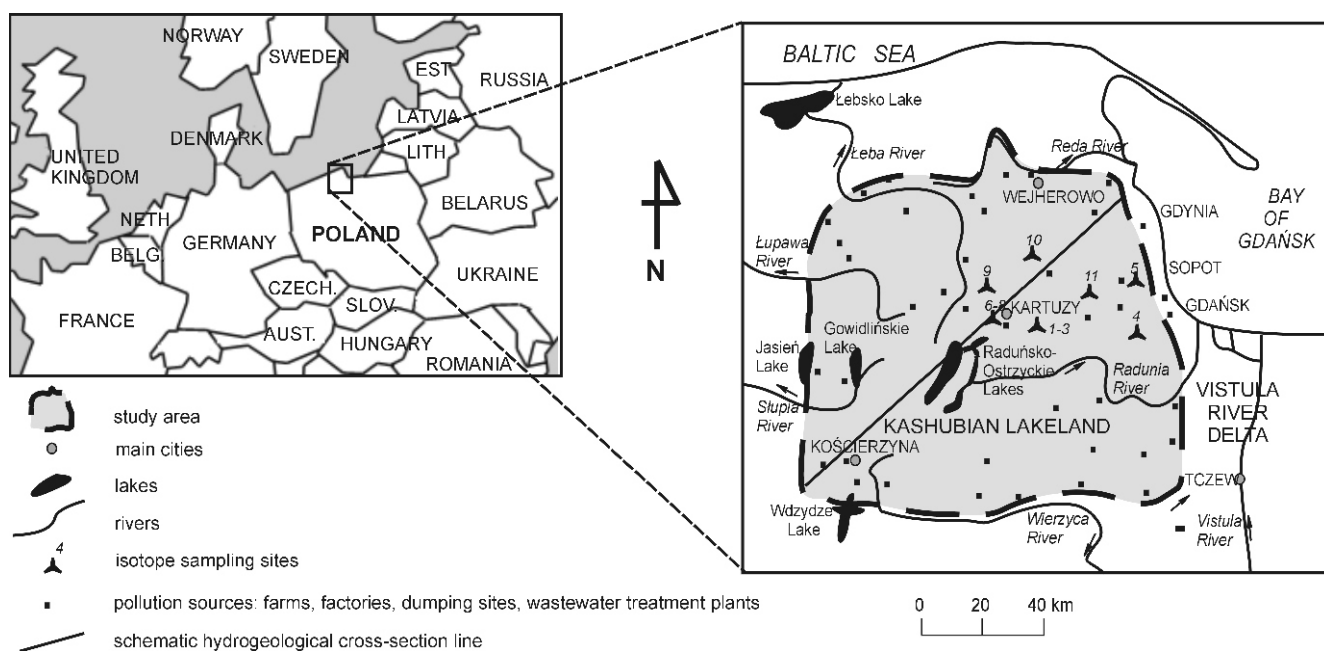 NORWAY
SWEDEN
EST.
RUSSIA
LATVIA
DENMARK
LITH
UNITED
KINGDOM
BELARUS
NETH.
BELG.
GERMANY
POLAND
UKRAINE
CZECH.
SLOV.
FRANCE
AUST.
HUNGARY
ROMANIA
N
BALTIC SEA
Łebsko Lake
Łeba River
Reda River
WEJHEROWO
BAY
OF
GDAŃSK
GDYNIA
Łupawa
River
10
SOPOT
9
11
5
GDAŃSK
6-8
KARTUZY
1-3
4
Gowidlińskie
Lake
Jasień
Lake
Raduńsko-
Ostrzyckie
Lakes
Radunia
River
Słupia
River
VISTULA
RIVER
DELTA
KASHUBIAN LAKELAND
KOŚCIERZYNA
TCZEW
Wdzydze
Lake
Wierzyca
River
Vistula
River
study area
main cities
lakes
rivers
4
isotope sampling sites
pollution sources: farms, factories, dumping sites, wastewater treatment plants
schematic hydrogeological cross-section line
0 20 40 km